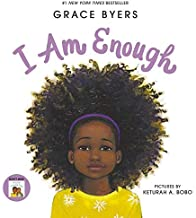 #1 NEW YORK TIMES BESTSELLER
GRACE BYERS
I Am Enough
PICTURES BY
KETURAH A. BOBO